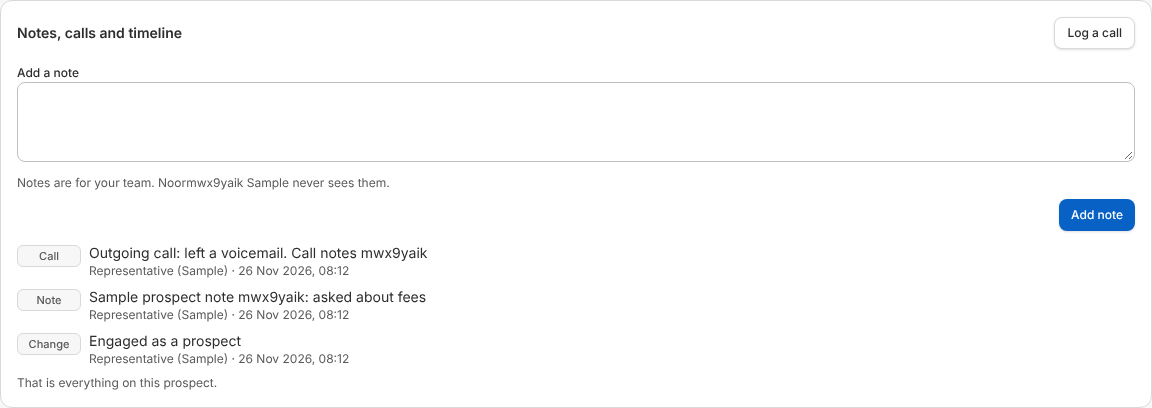 Notes, calls and timeline
Log a call
Add a note
Notes are for your team. Noormwx9yaik Sample never sees them.
Add note
Call
Outgoing call: left a voicemail. Call notes mwx9yaik
Representative (Sample) · 26 Nov 2026, 08:12
Note
Sample prospect note mwx9yaik: asked about fees
Representative (Sample) · 26 Nov 2026, 08:12
Change
Engaged as a prospect
Representative (Sample) · 26 Nov 2026, 08:12
That is everything on this prospect.